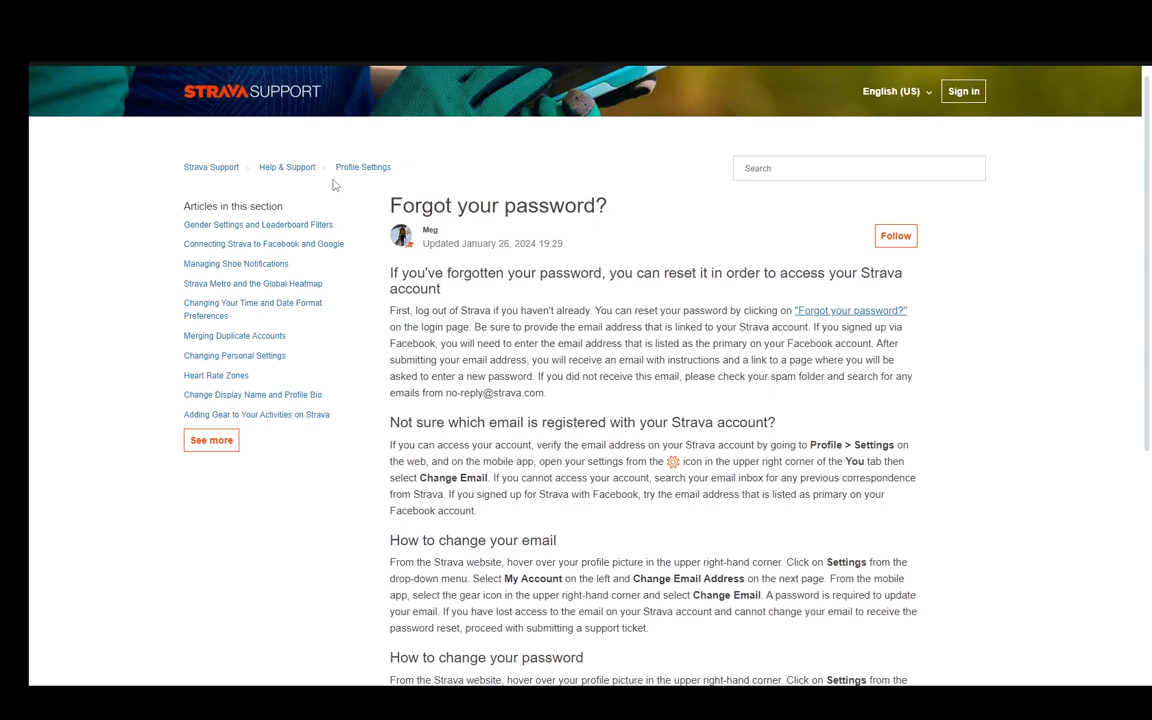 STRAVA SUPPORT
English (US)
Sign in
Strava Support
Help & Support
Profile Settings
Search
Articles in this section
Gender Settings and Leaderboard Filters
Connecting Strava to Facebook and Google
Managing Shoe Notifications
Strava Metro and the Global Heatmap
Changing Your Time and Date Format
Preferences
Merging Duplicate Accounts
Changing Personal Settings
Heart Rate Zones
Change Display Name and Profile Bio
Adding Gear to Your Activities on Strava
See more
Forgot your password?
Meg
Updated January 26, 2024 19:29
Follow
If you've forgotten your password, you can reset it in order to access your Strava
account
First, log out of Strava if you haven't already. You can reset your password by clicking on "Forgot your password?"
on the login page. Be sure to provide the email address that is linked to your Strava account. If you signed up via
Facebook, you will need to enter the email address that is listed as the primary on your Facebook account. After
submitting your email address, you will receive an email with instructions and a link to a page where you will be
asked to enter a new password. If you did not receive this email, please check your spam folder and search for any
emails from no-reply@strava.com.
Not sure which email is registered with your Strava account?
If you can access your account, verify the email address on your Strava account by going to Profile > Settings on
the web, and on the mobile app, open your settings from the icon in the upper right corner of the You tab then
select Change Email. If you cannot access your account, search your email inbox for any previous correspondence
from Strava. If you signed up for Strava with Facebook, try the email address that is listed as primary on your
Facebook account.
How to change your email
From the Strava website, hover over your profile picture in the upper right-hand corner. Click on Settings from the
drop-down menu. Select My Account on the left and Change Email Address on the next page. From the mobile
app, select the gear icon in the upper right-hand corner and select Change Email. A password is required to update
your email. If you have lost access to the email on your Strava account and cannot change your email to receive the
password reset, proceed with submitting a support ticket.
How to change your password
From the Strava website, hover over your profile picture in the upper right-hand corner. Click on Settings from the